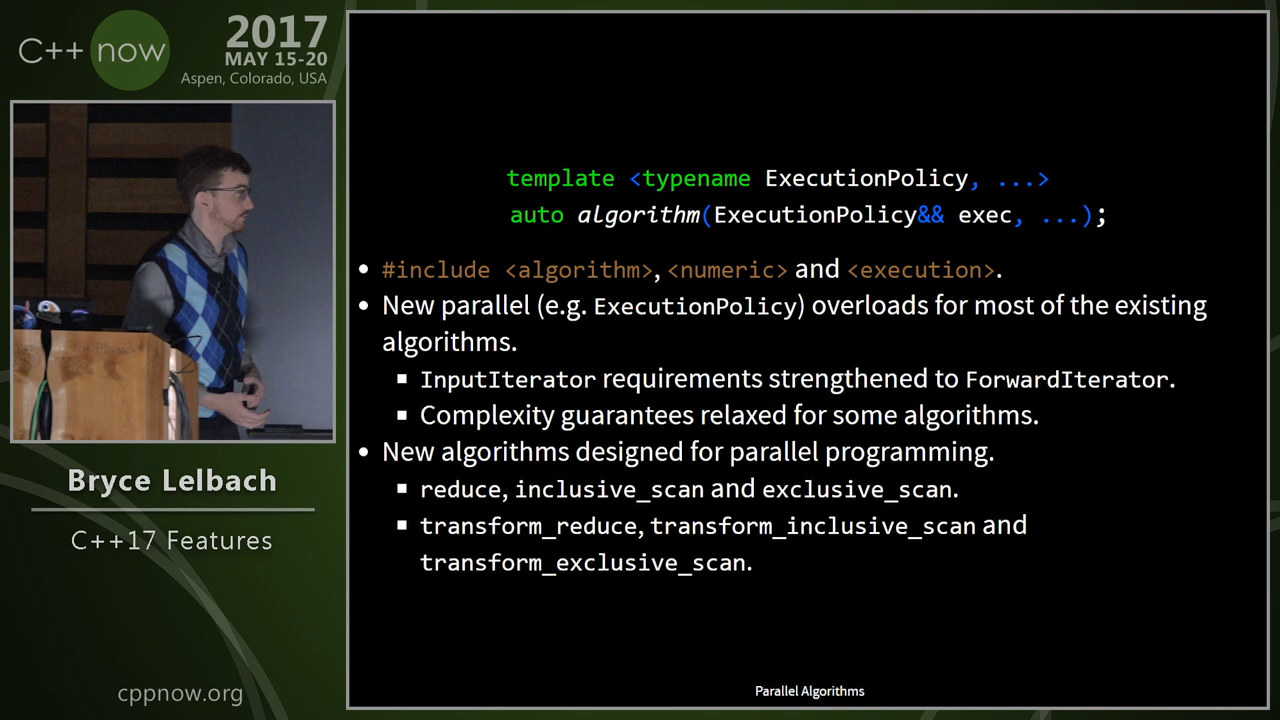 C++ now
2017
MAY 15-20
Aspen, Colorado, USA
Bryce Lelbach
C++17 Features
cppnow.org
template <typename ExecutionPolicy, ...>
auto algorithm(ExecutionPolicy&& exec, ...);
• #include <algorithm>, <numeric> and <execution>.
• New parallel (e.g. ExecutionPolicy) overloads for most of the existing
algorithms.
▪ InputIterator requirements strengthened to ForwardIterator.
▪ Complexity guarantees relaxed for some algorithms.
• New algorithms designed for parallel programming.
▪ reduce, inclusive_scan and exclusive_scan.
▪ transform_reduce, transform_inclusive_scan and
transform_exclusive_scan.
Parallel Algorithms